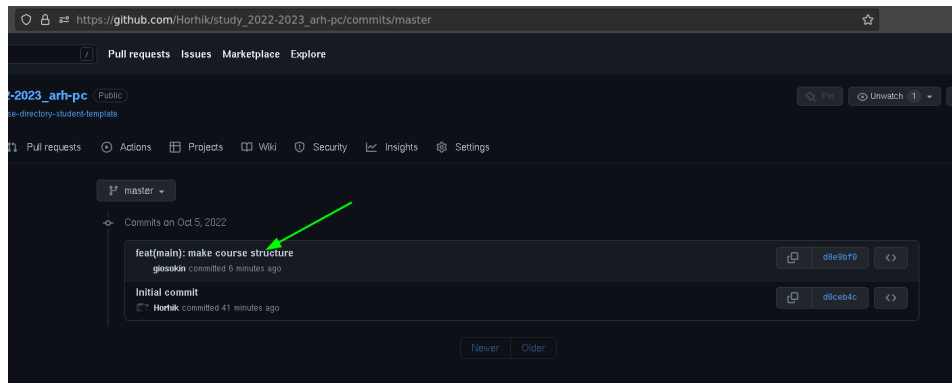 https://github.com/Horhik/study_2022-2023_arh-pc/commits/master
/ Pull requests Issues Marketplace Explore
2-2023_arh-pc Public Pin Unwatch 1
se-directory-student-template
Pull requests Actions Projects Wiki Security Insights Settings
master
Commits on Oct 5, 2022
feat(main): make course structure
d8e9bf0
giosokin committed 6 minutes ago
Initial commit
d0ceb4c
Horhik committed 41 minutes ago
Newer Older